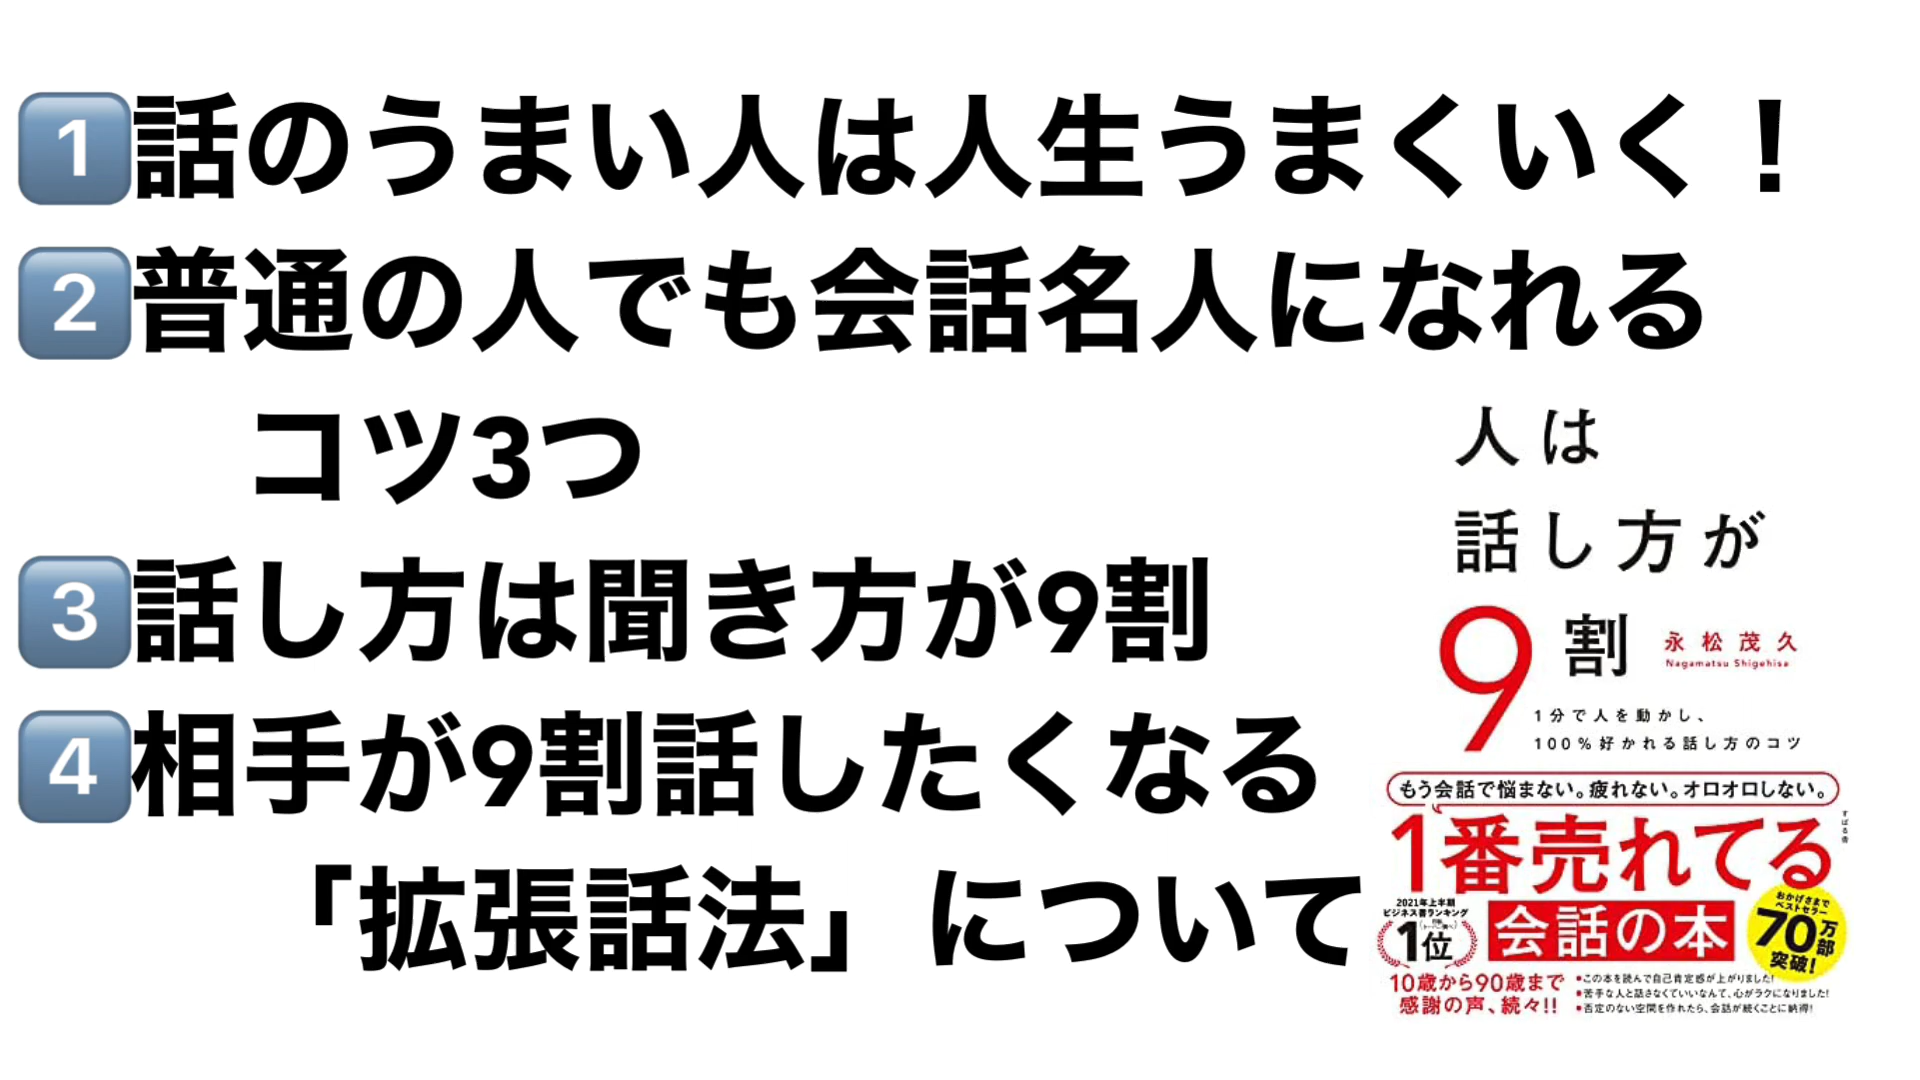 1話のうまい人は人生うまくいく！
2普通の人でも会話名人になれる
コツ3つ
3話し方は聞き方が9割
4相手が9割話したくなる
「拡張話法」について
人は
話し方が
9割 永松茂久
Nagamatsu Shigehisa
1分で人を動かし、
100％好かれる話し方のコツ
もう会話で悩まない。疲れない。オロオロしない。
1番売れてる
会話の本
すばる舎
2021年上半期
ビジネス書ランキング
1位
おかげさまで
ベストセラー
70万部
突破!
10歳から90歳まで
感謝の声、続々!!
●この本を読んで自己肯定感が上がりました!
●苦手な人と話さなくていいなんて、心がラクになりました!
●否定のない空間を作れたら、会話が続くことに納得!